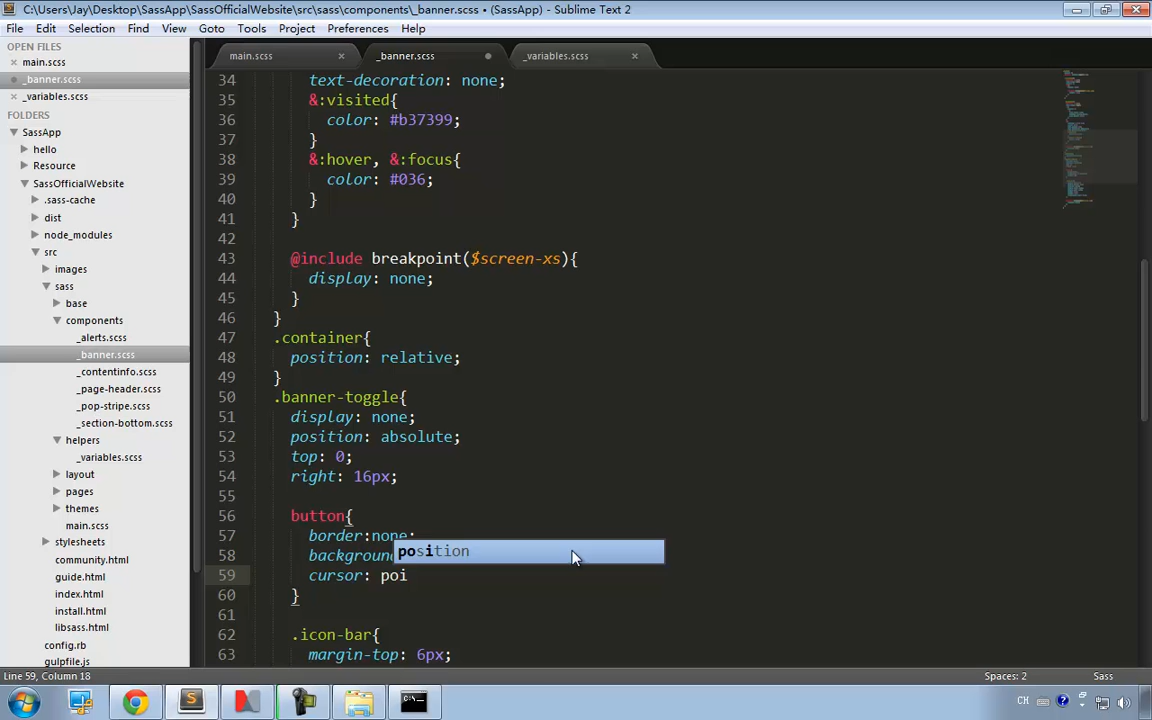 C:\Users\Jay\Desktop\SassApp\SassOfficialWebsite\src\sass\components\_banner.scss • (SassApp) - Sublime Text 2
File Edit Selection Find View Goto Tools Project Preferences Help
OPEN FILES
main.scss
_banner.scss
_variables.scss
FOLDERS
SassApp
hello
Resource
SassOfficialWebsite
.sass-cache
dist
node_modules
src
images
sass
base
components
_alerts.scss
_banner.scss
_contentinfo.scss
_page-header.scss
_pop-stripe.scss
_section-bottom.scss
helpers
_variables.scss
layout
pages
themes
main.scss
stylesheets
community.html
guide.html
index.html
install.html
libsass.html
config.rb
gulpfile.js
main.scss _banner.scss _variables.scss
34 text-decoration: none;
35 &:visited{
36 color: #b37399;
37 }
38 &:hover, &:focus{
39 color: #036;
40 }
41 }
42
43 @include breakpoint($screen-xs){
44 display: none;
45 }
46 }
47 .container{
48 position: relative;
49 }
50 .banner-toggle{
51 display: none;
52 position: absolute;
53 top: 0;
54 right: 16px;
55
56 button{
57 border:none;
58 background
position
59 cursor: poi
60 }
61
62 .icon-bar{
63 margin-top: 6px;
Line 59, Column 18 Spaces: 2 Sass
CH